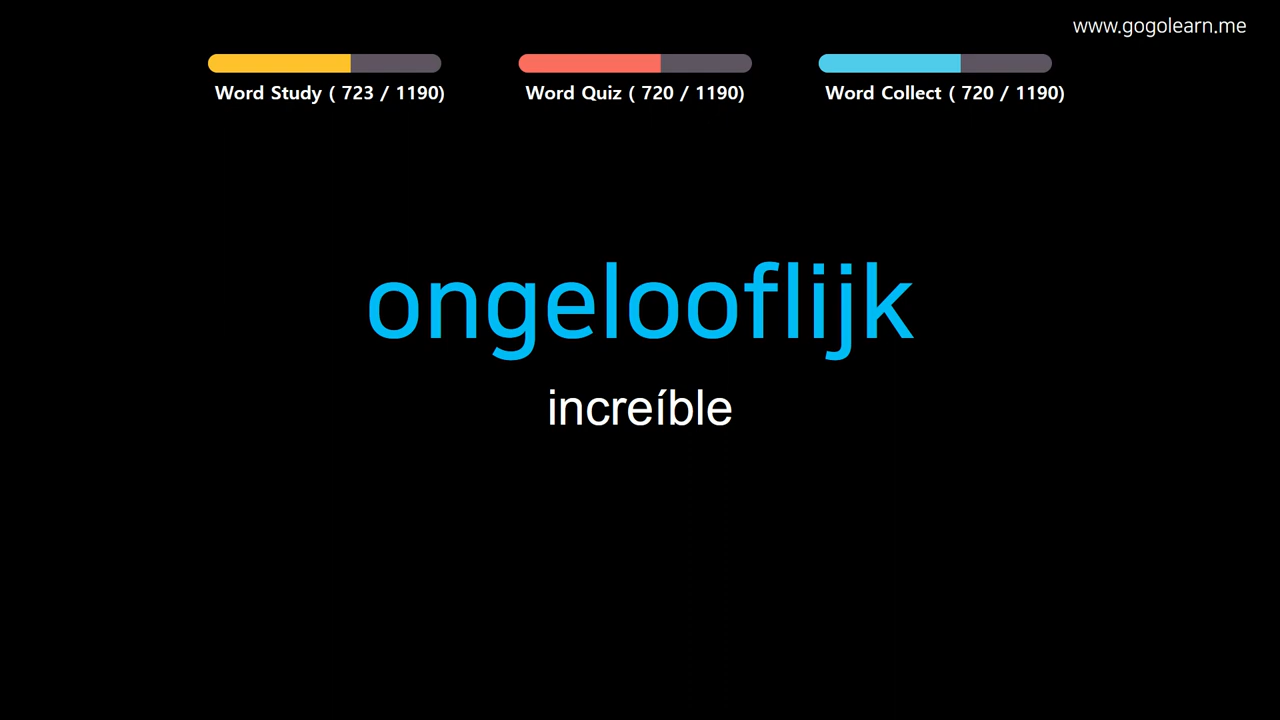 www.gogolearn.me
Word Study ( 723 / 1190)
Word Quiz ( 720 / 1190)
Word Collect ( 720 / 1190)
ongelooflijk
increíble